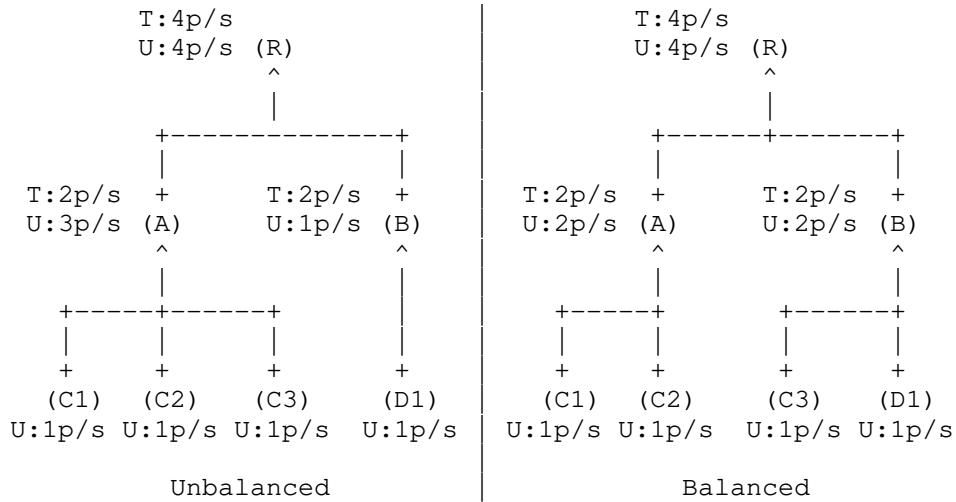 T:4p/s T:4p/s
U:4p/s (R) U:4p/s (R)
T:2p/s T:2p/s T:2p/s T:2p/s
U:3p/s (A) U:1p/s (B) U:2p/s (A) U:2p/s (B)
(C1) (C2) (C3) (D1) (C1) (C2) (C3) (D1)
U:1p/s U:1p/s U:1p/s U:1p/s U:1p/s U:1p/s U:1p/s U:1p/s
Unbalanced Balanced